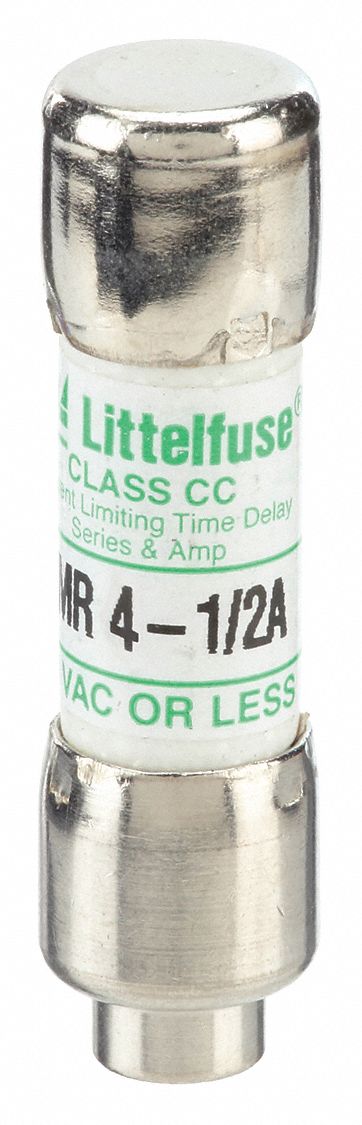 Littelfuse®
CLASS CC
ent Limiting Time Delay
Series & Amp
MR 4-1/2A
VAC OR LESS